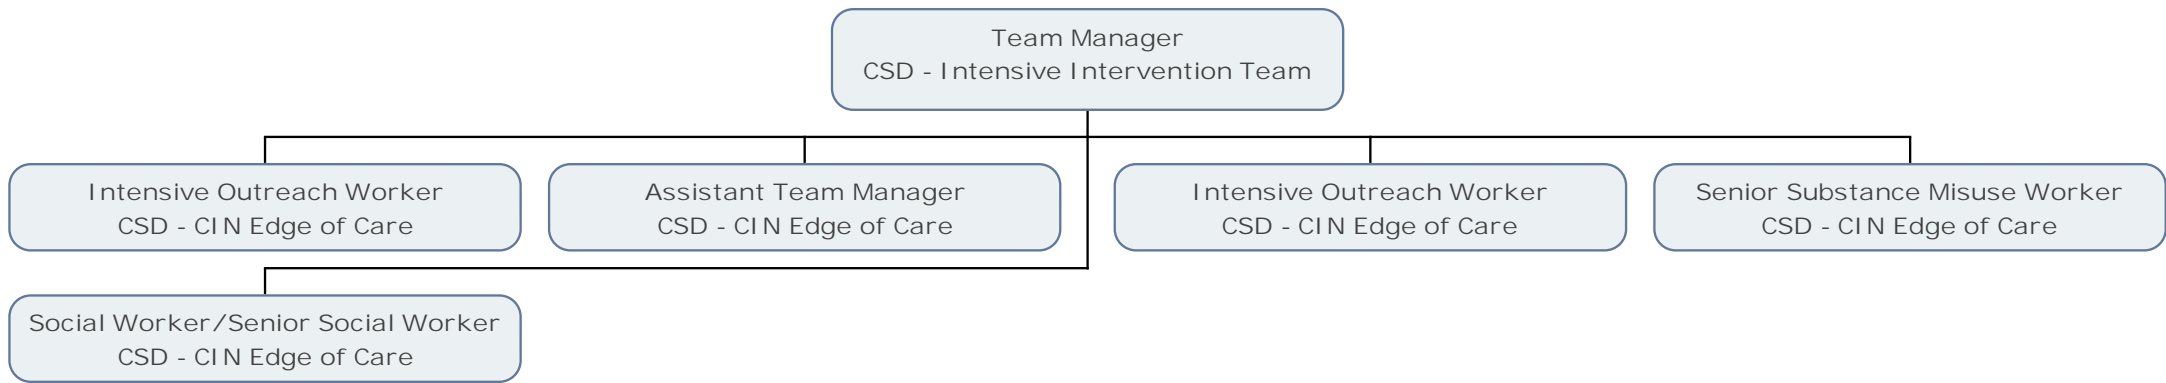 Team Manager
CSD - Intensive Intervention Team
Intensive Outreach Worker
CSD - CIN Edge of Care
Assistant Team Manager
CSD - CIN Edge of Care
Intensive Outreach Worker
CSD - CIN Edge of Care
Senior Substance Misuse Worker
CSD - CIN Edge of Care
Social Worker/Senior Social Worker
CSD - CIN Edge of Care